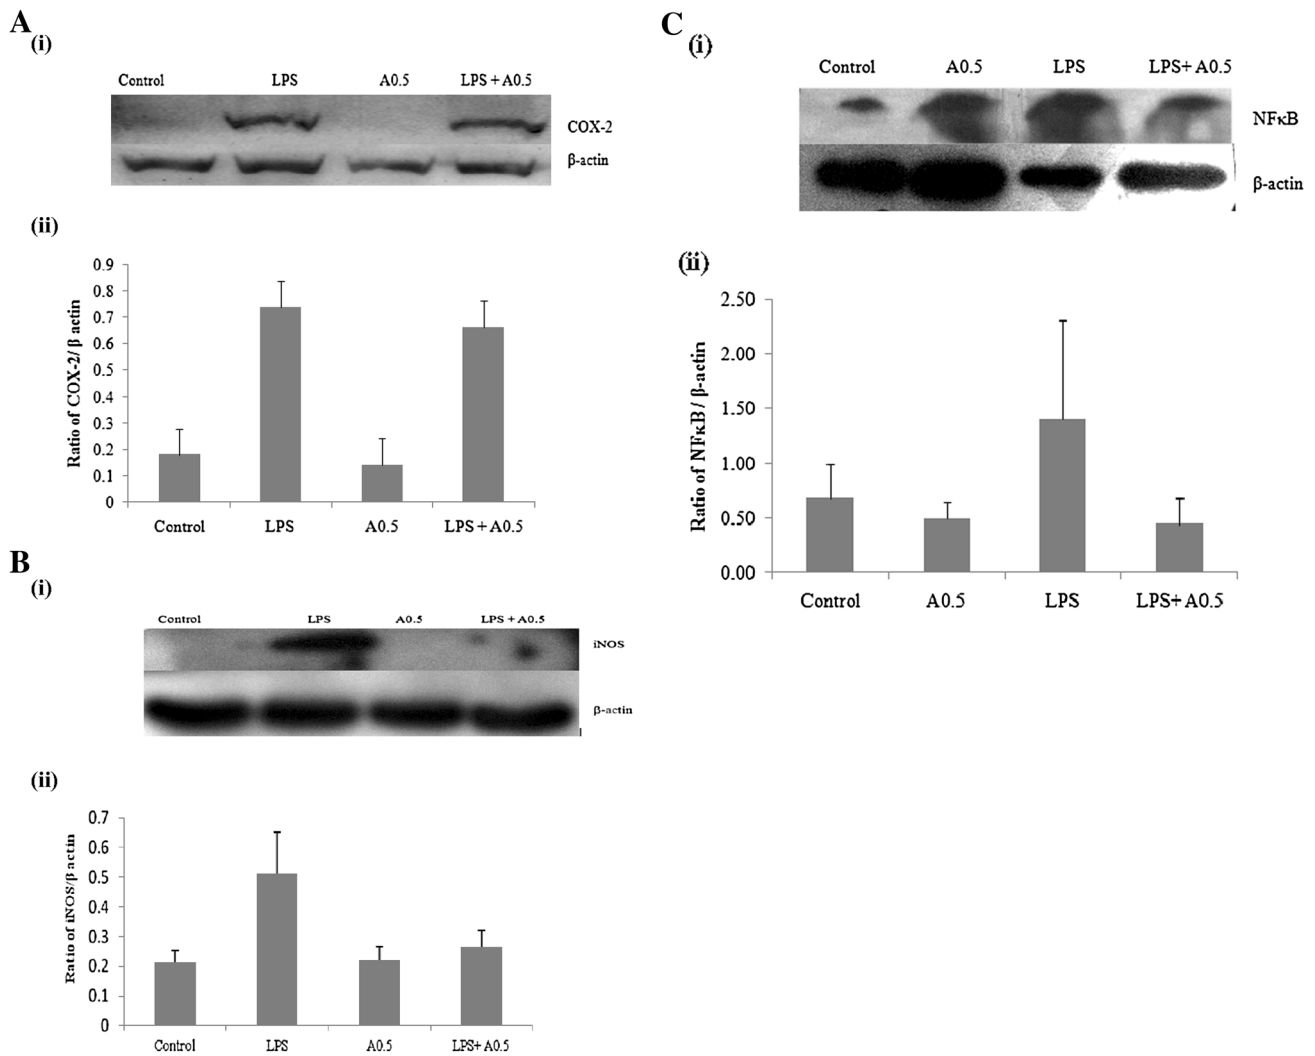 A
(i)
Control LPS A0.5 LPS + A0.5
COX-2
β-actin
(ii)
0.9
0.8
0.7
0.6
0.5
0.4
0.3
0.2
0.1
0
Ratio of COX-2/ β actin
Control LPS A0.5 LPS + A0.5
B
(i)
Control LPS A0.5 LPS + A0.5
iNOS
β-actin
(ii)
0.7
0.6
0.5
0.4
0.3
0.2
0.1
0
Ratio of iNOS/β actin
Control LPS A0.5 LPS+ A0.5
C
(i)
Control A0.5 LPS LPS+ A0.5
NFκB
β-actin
(ii)
2.50
2.00
1.50
1.00
0.50
0.00
Ratio of NFκB / β-actin
Control A0.5 LPS LPS+ A0.5